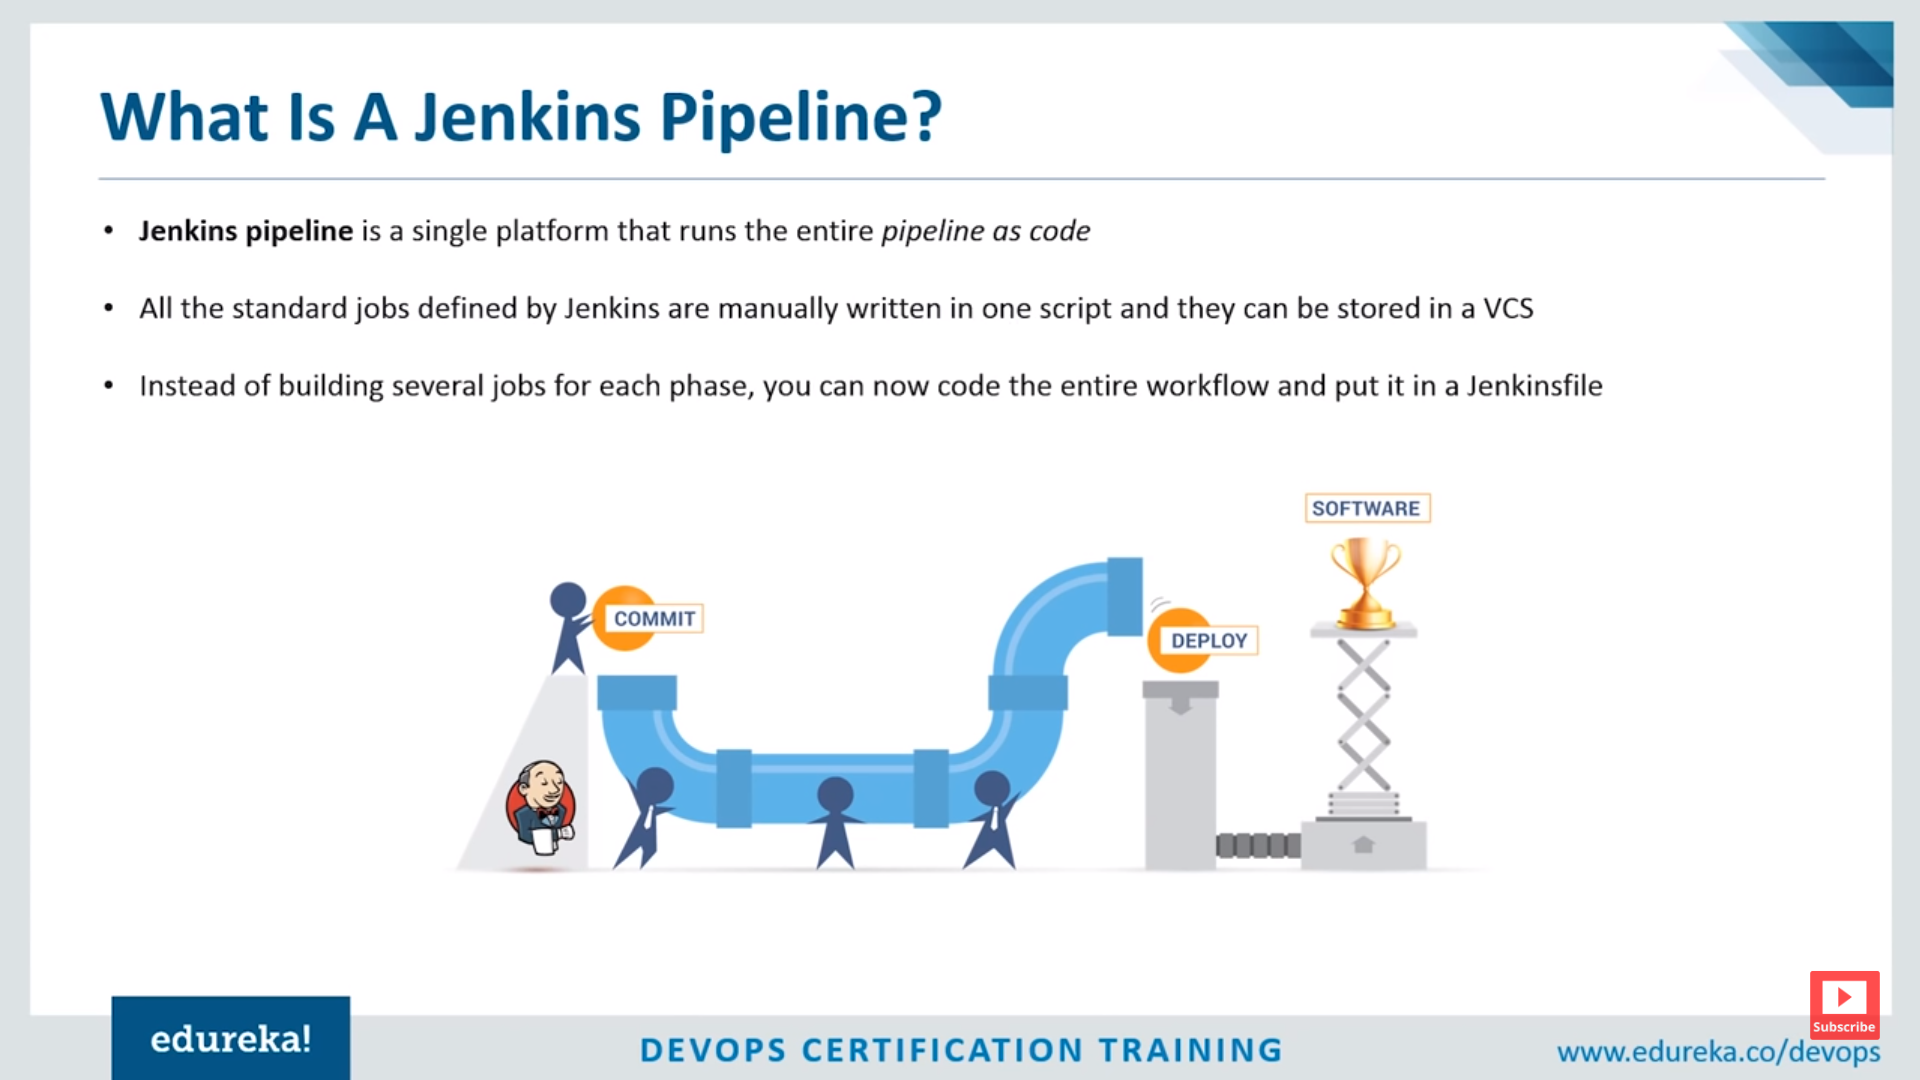 What Is A Jenkins Pipeline?
• Jenkins pipeline is a single platform that runs the entire pipeline as code
• All the standard jobs defined by Jenkins are manually written in one script and they can be stored in a VCS
• Instead of building several jobs for each phase, you can now code the entire workflow and put it in a Jenkinsfile
SOFTWARE
COMMIT
DEPLOY
edureka!
DEVOPS CERTIFICATION TRAINING
Subscribe
www.edureka.co/devops